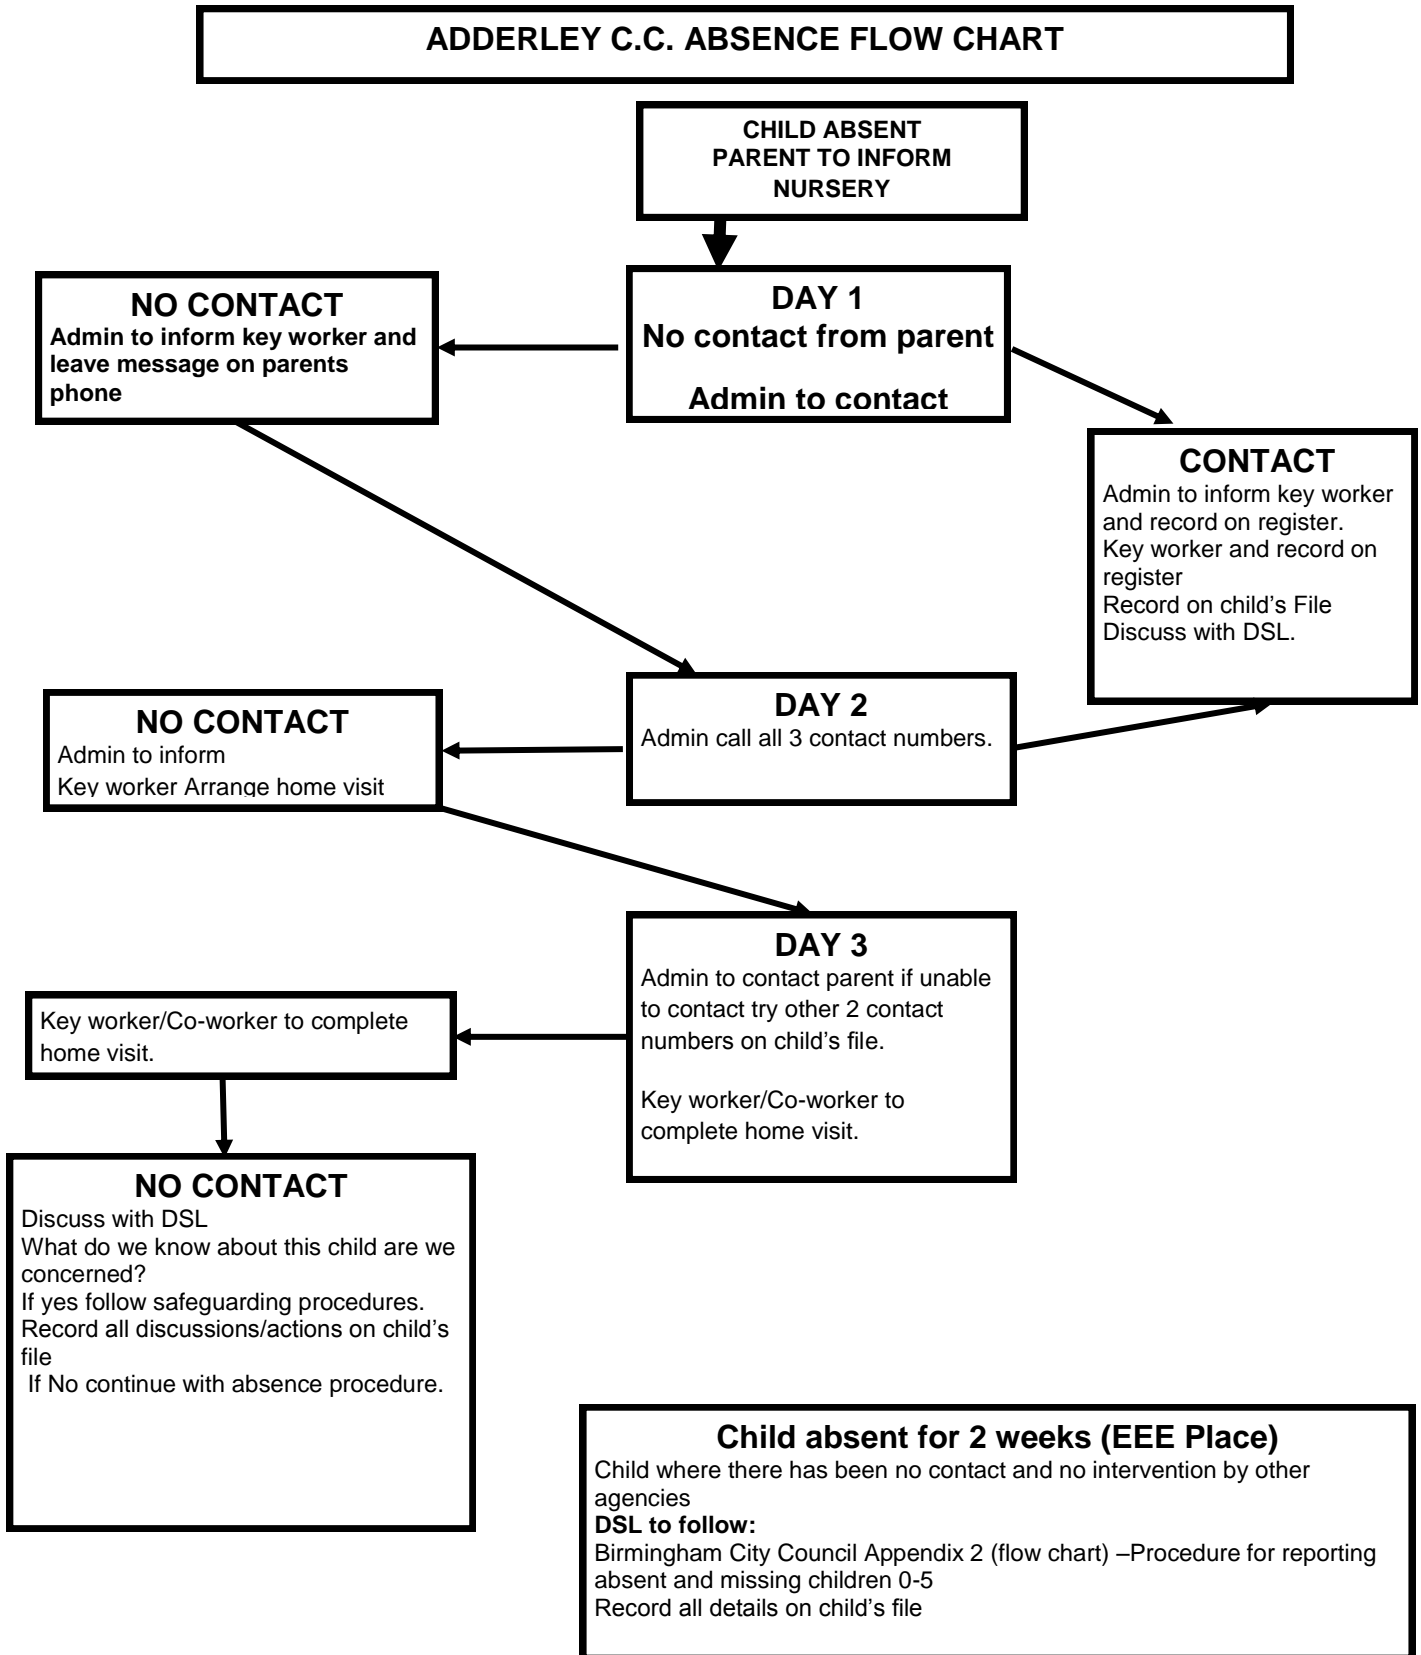 ADDERLEY C.C. ABSENCE FLOW CHART
CHILD ABSENT
PARENT TO INFORM
NURSERY
NO CONTACT
Admin to inform key worker and
leave message on parents
phone
DAY 1
No contact from parent
Admin to contact
CONTACT
Admin to inform key worker
and record on register.
Key worker and record on
register
Record on child’s File
Discuss with DSL.
NO CONTACT
Admin to inform
Key worker Arrange home visit
DAY 2
Admin call all 3 contact numbers.
DAY 3
Admin to contact parent if unable
to contact try other 2 contact
numbers on child’s file.
Key worker/Co-worker to
complete home visit.
Key worker/Co-worker to complete
home visit.
NO CONTACT
Discuss with DSL
What do we know about this child are we
concerned?
If yes follow safeguarding procedures.
Record all discussions/actions on child’s
file
If No continue with absence procedure.
Child absent for 2 weeks (EEE Place)
Child where there has been no contact and no intervention by other
agencies
DSL to follow:
Birmingham City Council Appendix 2 (flow chart) –Procedure for reporting
absent and missing children 0-5
Record all details on child’s file